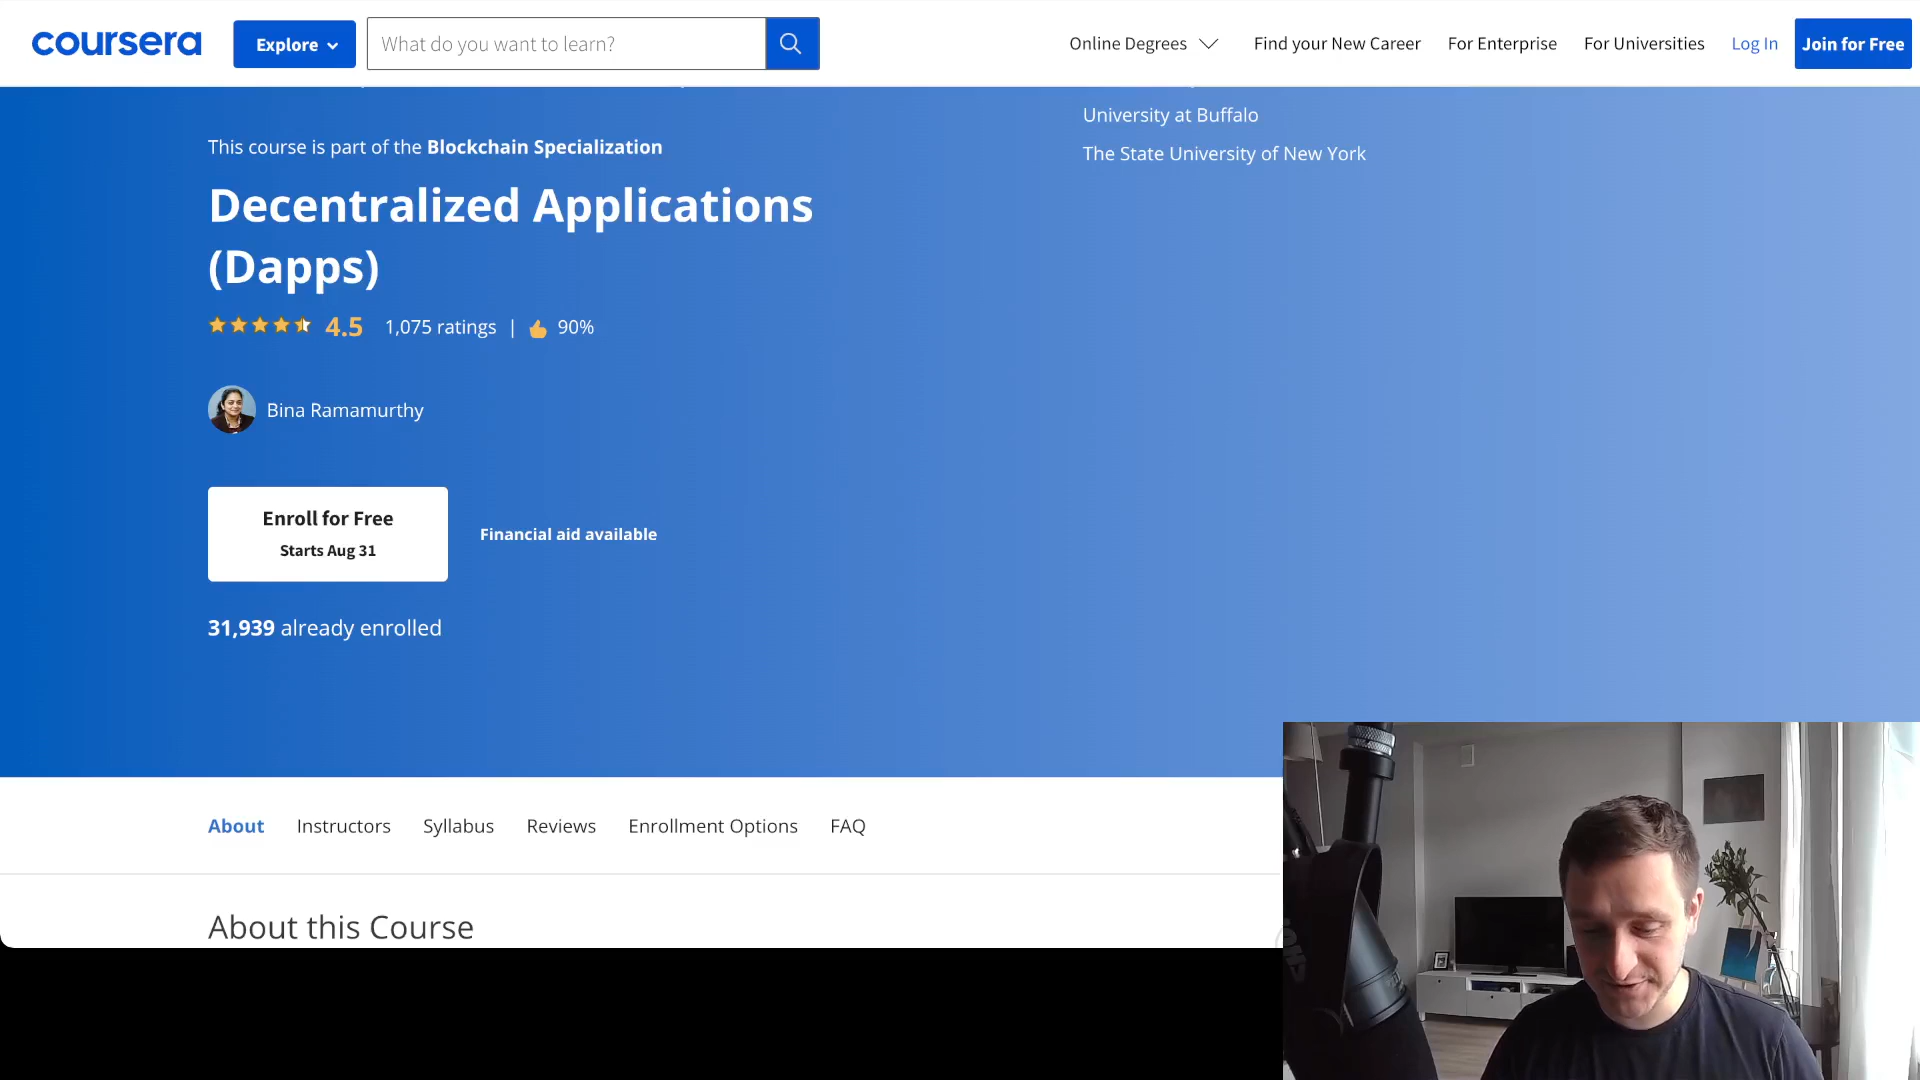 coursera
Explore
What do you want to learn?
Online Degrees
Find your New Career
For Enterprise
For Universities
Log In
Join for Free
University at Buffalo
The State University of New York
This course is part of the Blockchain Specialization
Decentralized Applications
(Dapps)
4.5 1,075 ratings | 90%
Bina Ramamurthy
Enroll for Free
Starts Aug 31
Financial aid available
31,939 already enrolled
About
Instructors
Syllabus
Reviews
Enrollment Options
FAQ
About this Course